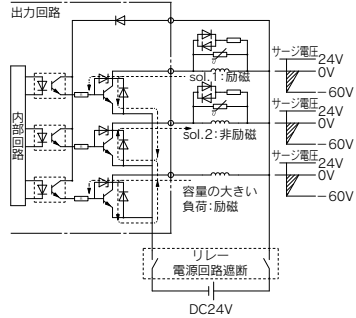 出力回路
内部回路
sol.1:励磁
sol.2:非励磁
容量の大きい
負荷:励磁
サージ電圧
24V
0V
-60V
サージ電圧
24V
0V
-60V
サージ電圧
24V
0V
-60V
リレー
電源回路遮断
DC24V